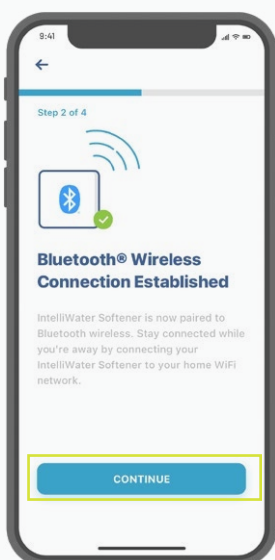 9:41
Step 2 of 4
Bluetooth® Wireless
Connection Established
IntelliWater Softener is now paired to
Bluetooth wireless. Stay connected while
you're away by connecting your
IntelliWater Softener to your home WiFi
network.
CONTINUE